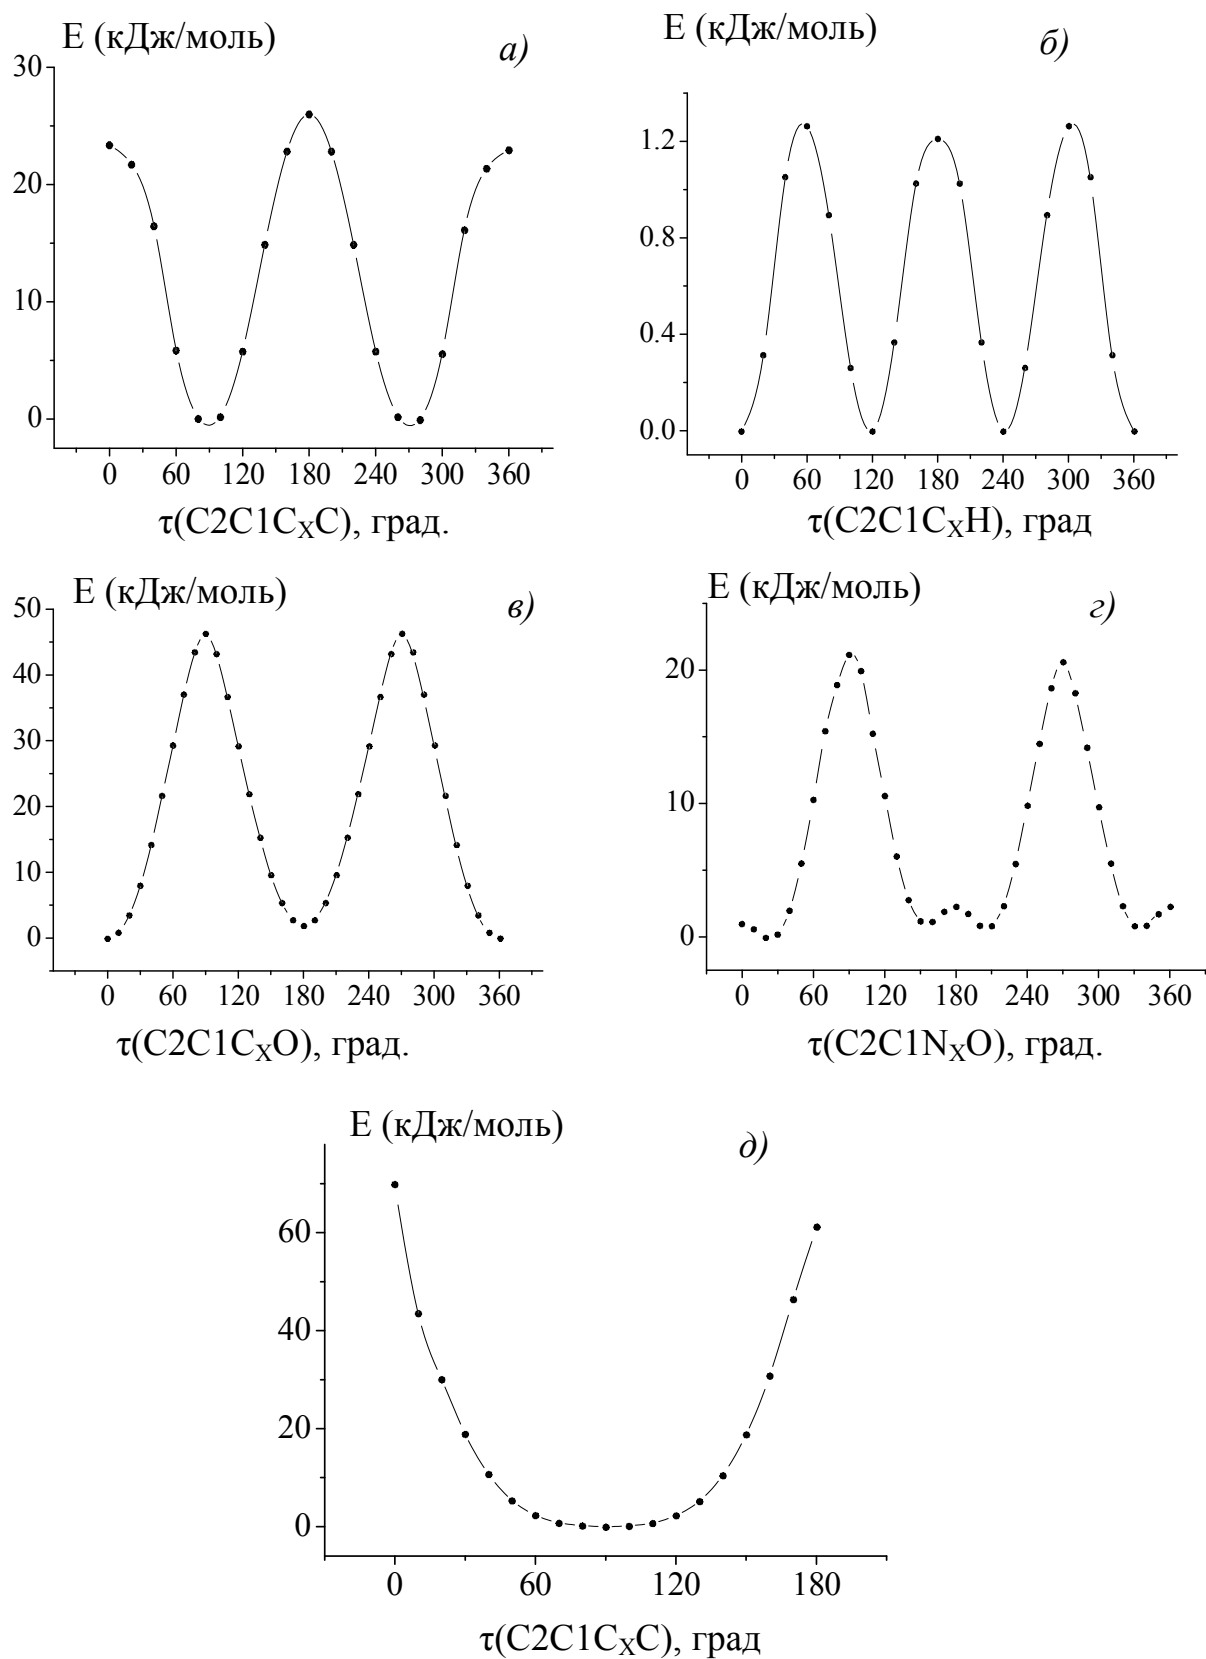 E (кДж/моль)
а)
30
20
10
0
0 60 120 180 240 300 360
τ(C2C1CXC), град.
E (кДж/моль)
б)
1.2
0.8
0.4
0.0
0 60 120 180 240 300 360
τ(C2C1CXH), град
E (кДж/моль)
в)
50
40
30
20
10
0
0 60 120 180 240 300 360
τ(C2C1CXO), град.
E (кДж/моль)
г)
20
10
0
0 60 120 180 240 300 360
τ(C2C1NXO), град.
E (кДж/моль)
д)
60
40
20
0
0 60 120 180
τ(C2C1CXC), град